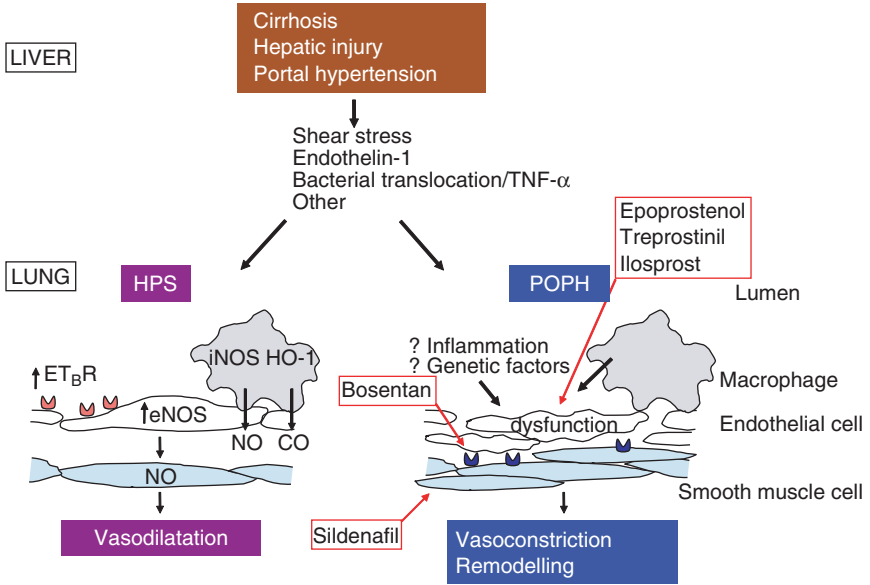 LIVER
Cirrhosis
Hepatic injury
Portal hypertension
Shear stress
Endothelin-1
Bacterial translocation/TNF-α
Other
Epoprostenol
Treprostinil
Ilosprost
LUNG
HPS
POPH
Lumen
iNOS HO-1
? Inflammation
? Genetic factors
Macrophage
↑ETBR
Bosentan
↑eNOS
NO CO
dysfunction
Endothelial cell
NO
Smooth muscle cell
Vasodilatation
Sildenafil
Vasoconstriction
Remodelling